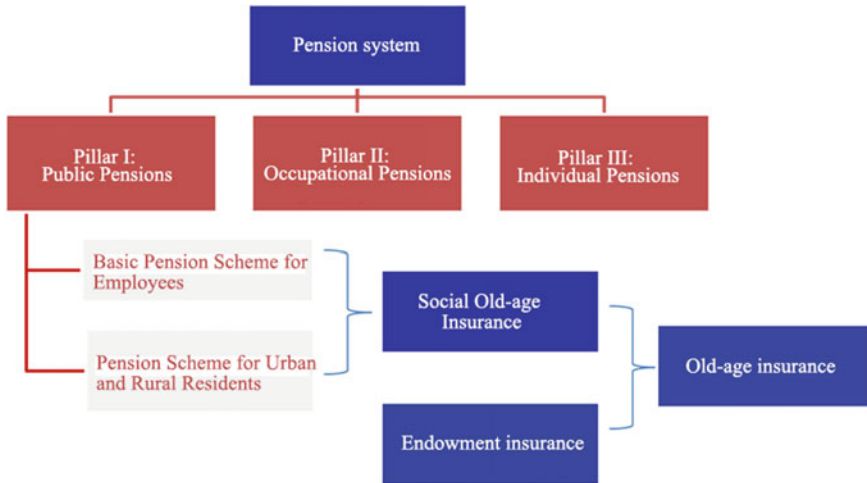 Pension system
Pillar I:
Public Pensions
Pillar II:
Occupational Pensions
Pillar III:
Individual Pensions
Basic Pension Scheme for
Employees
Social Old-age
Insurance
Pension Scheme for Urban
and Rural Residents
Old-age insurance
Endowment insurance